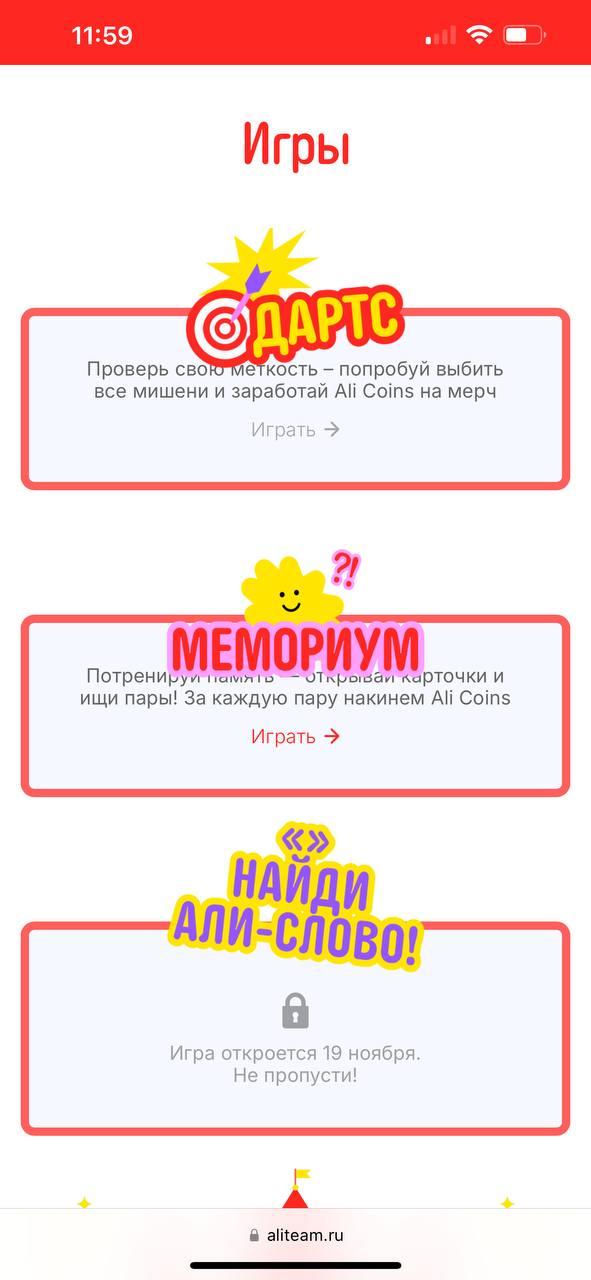 11:59
Игры
ДАРТС
Проверь свою меткость – попробуй выбить
все мишени и заработай Ali Coins на мерч
Играть →
?!
МЕМОРИУМ
Потренируй память – открывай карточки и
ищи пары! За каждую пару накинем Ali Coins
Играть →
«»
НАЙДИ
АЛИ-СЛОВО!
Игра откроется 19 ноября.
Не пропусти!
aliteam.ru